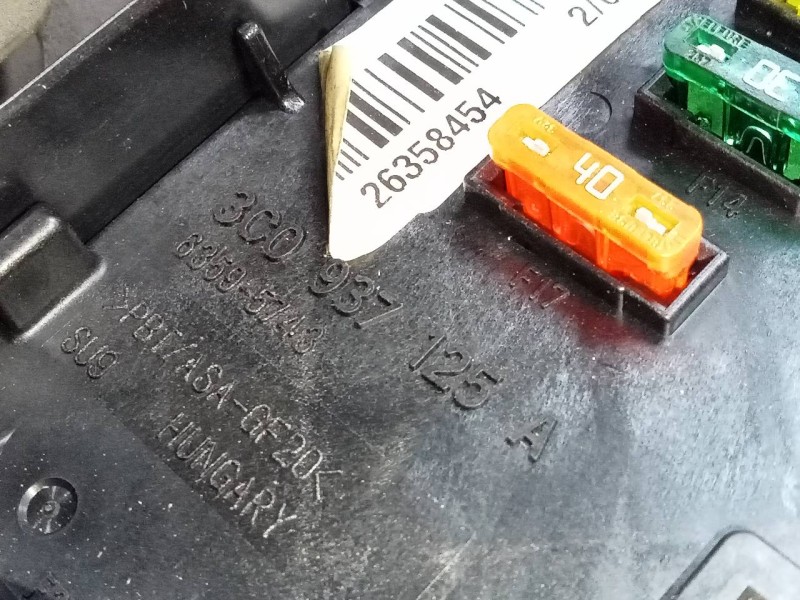 26358454
3C0 937 125 A
8359-5743
>PBT/ASA-GF20<
SU9
HUNGARY
40
F17
30
F14